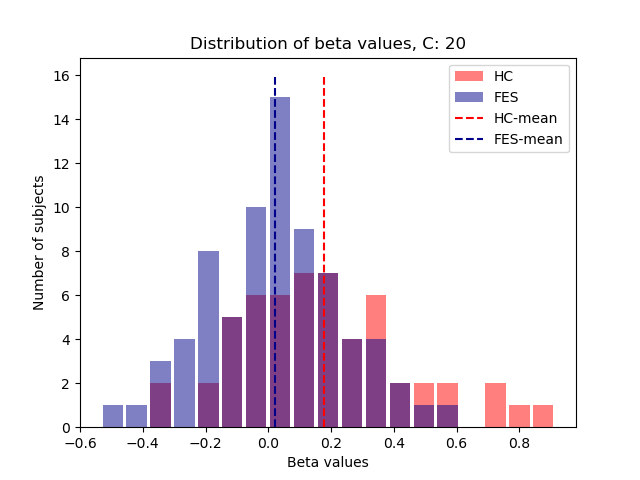 Distribution of beta values, C: 20
16
14
12
10
8
6
4
2
0
Number of subjects
HC
FES
HC-mean
FES-mean
−0.6
−0.4
−0.2
0.0
0.2
0.4
0.6
0.8
Beta values